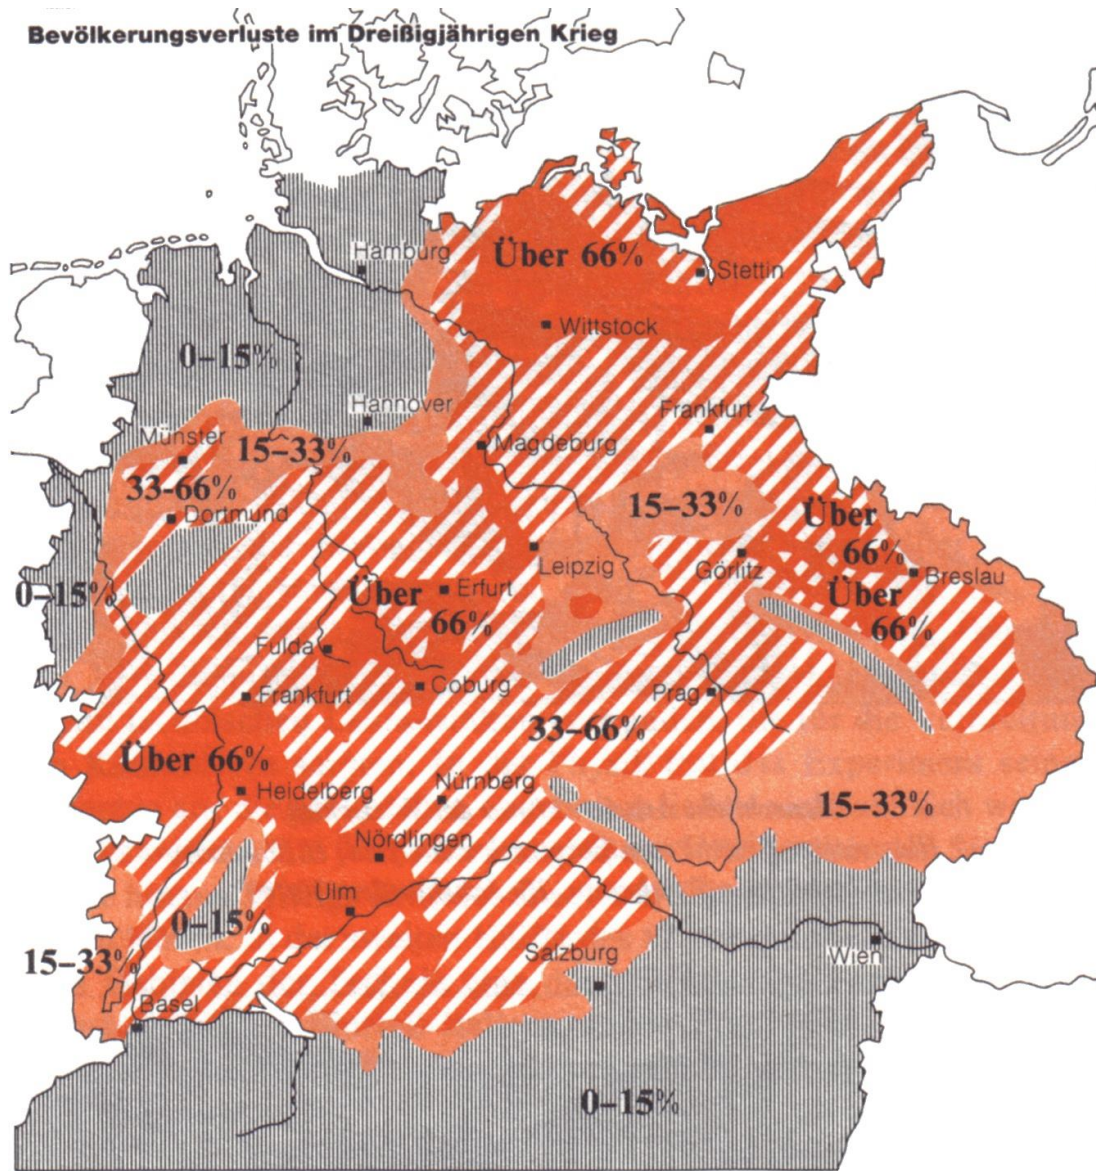 Bevölkerungsverluste im Dreißigjährigen Krieg
Hamburg
Über 66%
Stettin
Wittstock
0–15%
Hannover
Frankfurt
Münster
15–33%
Magdeburg
33-66%
Dortmund
15–33%
Über
66%
Leipzig
Görlitz
Breslau
0–15%
Über
66%
Erfurt
Über
66%
Fulda
Coburg
Prag
Frankfurt
33–66%
Über 66%
Heidelberg
Nürnberg
15–33%
Nördlingen
Ulm
0–15%
15–33%
Salzburg
Wien
Basel
0–15%